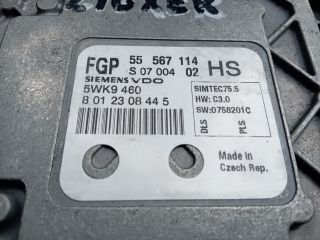 FGP 55 567 114 HS
S 07 004 02
SIEMENS VDO
5WK9 460
8 01 23 08 44 5
SIMTEC75.5
HW: C3.0
SW:0758201C
DLS
PLS
Made in
Czech Rep.